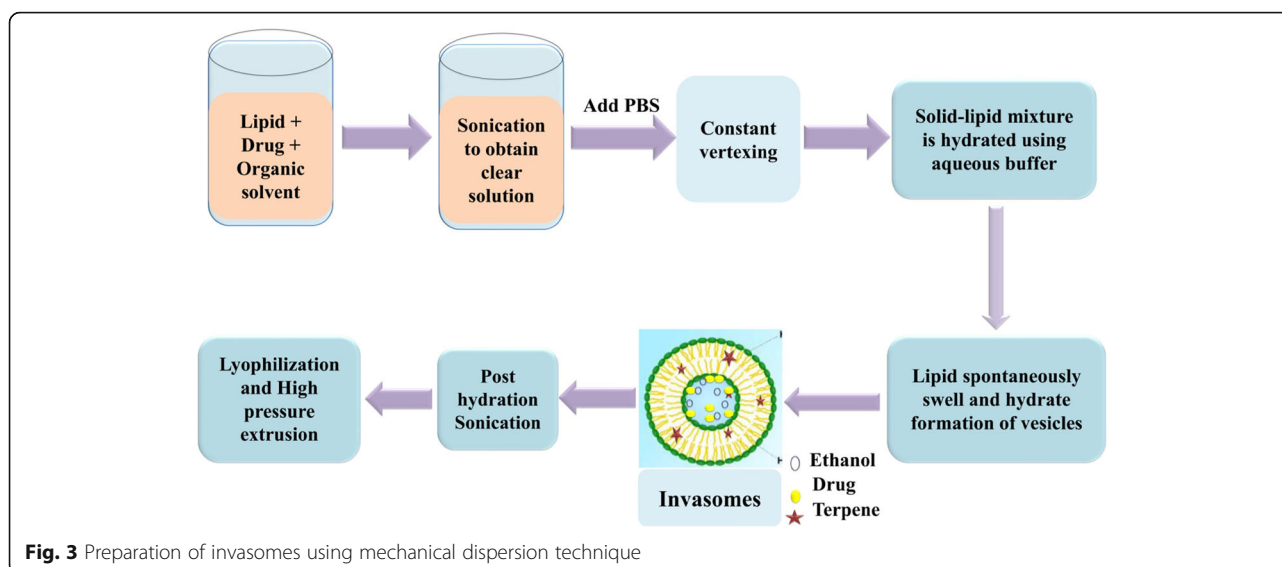 Lipid +
Drug +
Organic
solvent
Sonication
to obtain
clear
solution
Add PBS
Constant
vertexing
Solid-lipid mixture
is hydrated using
aqueous buffer
Lipid spontaneously
swell and hydrate
formation of vesicles
Invasomes
Ethanol
Drug
Terpene
Post
hydration
Sonication
Lyophilization
and High
pressure
extrusion
Fig. 3 Preparation of invasomes using mechanical dispersion technique